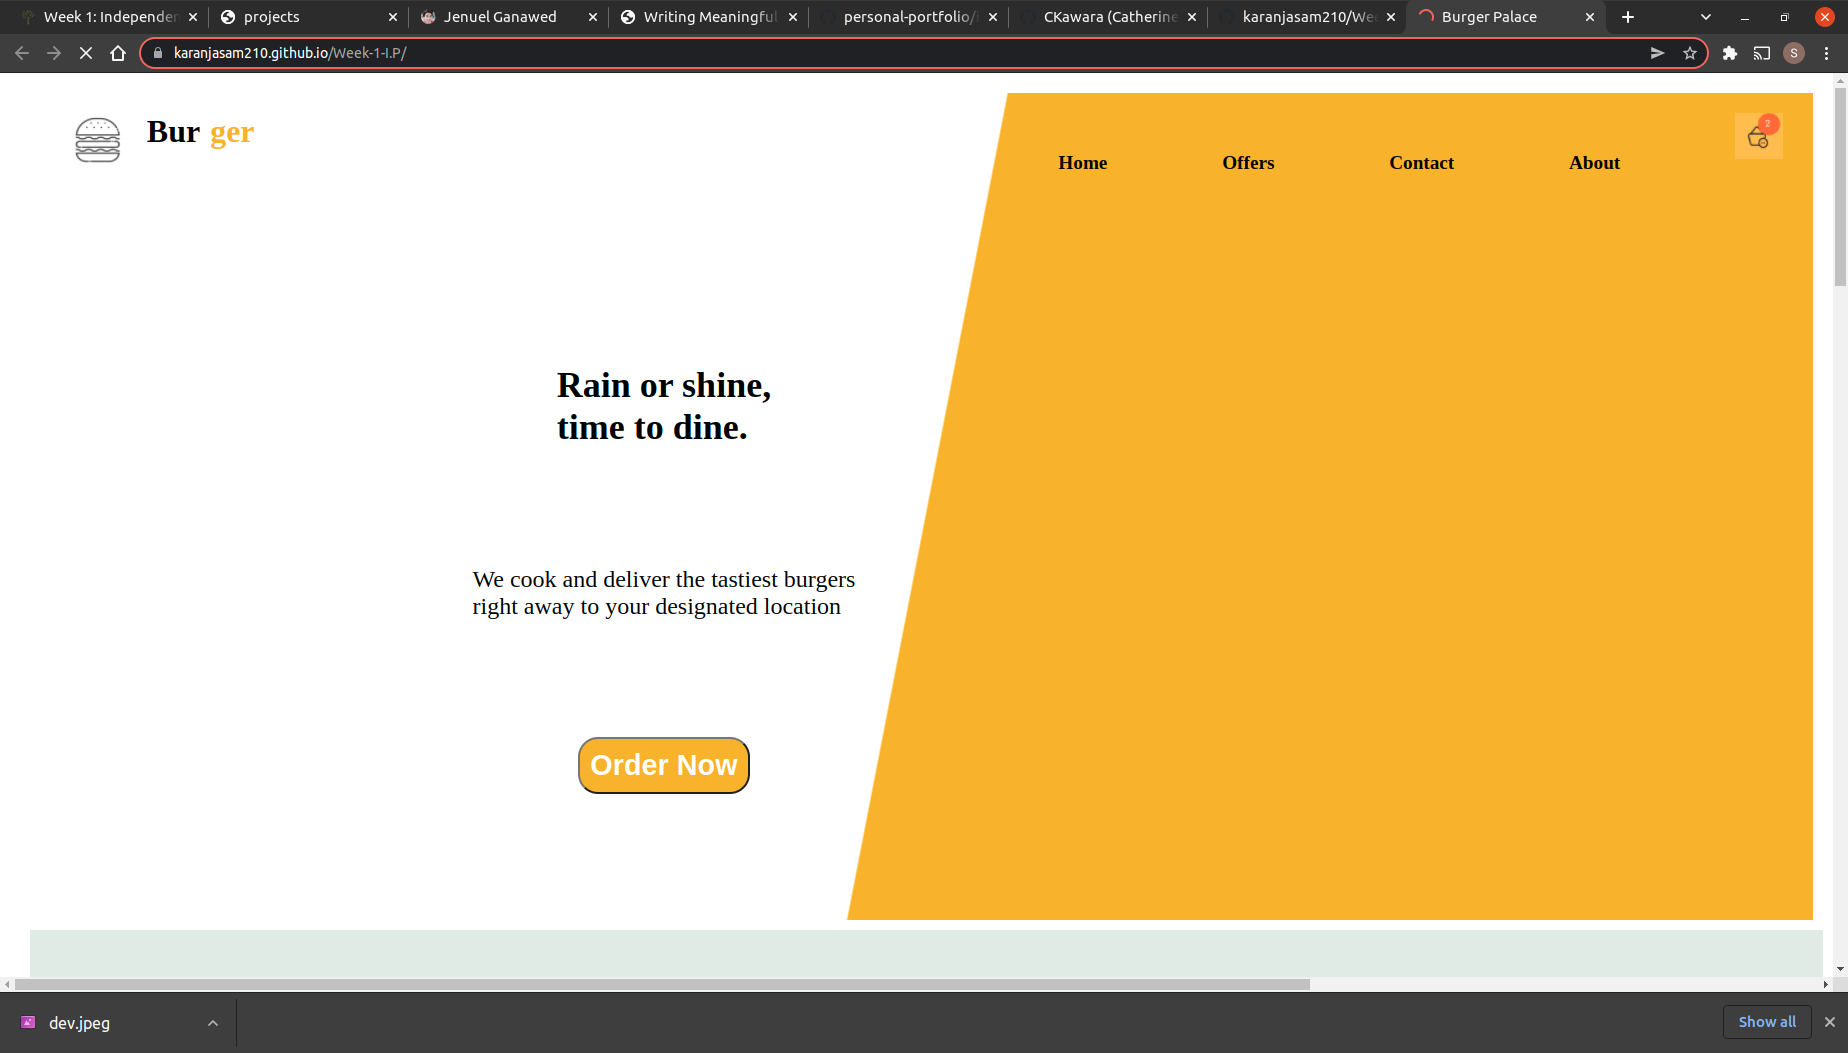 Week 1: Independen
projects
Jenuel Ganawed
Writing Meaningful
personal-portfolio/
CKawara (Catherine
karanjasam210/Wee
Burger Palace
karanjasam210.github.io/Week-1-I.P/
S
Bur ger
2
Home
Offers
Contact
About
Rain or shine,
time to dine.
We cook and deliver the tastiest burgers
right away to your designated location
Order Now
dev.jpeg
Show all